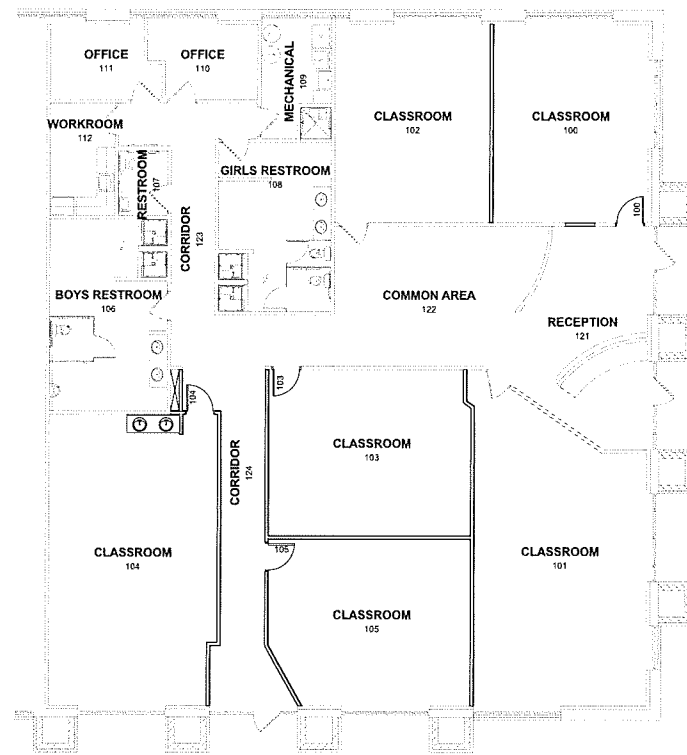 OFFICE
111
OFFICE
110
MECHANICAL
109
CLASSROOM
102
CLASSROOM
100
WORKROOM
112
RESTROOM
107
GIRLS RESTROOM
108
100
CORRIDOR
123
BOYS RESTROOM
106
COMMON AREA
122
RECEPTION
121
103
104
CLASSROOM
103
CORRIDOR
124
CLASSROOM
104
105
CLASSROOM
101
CLASSROOM
105